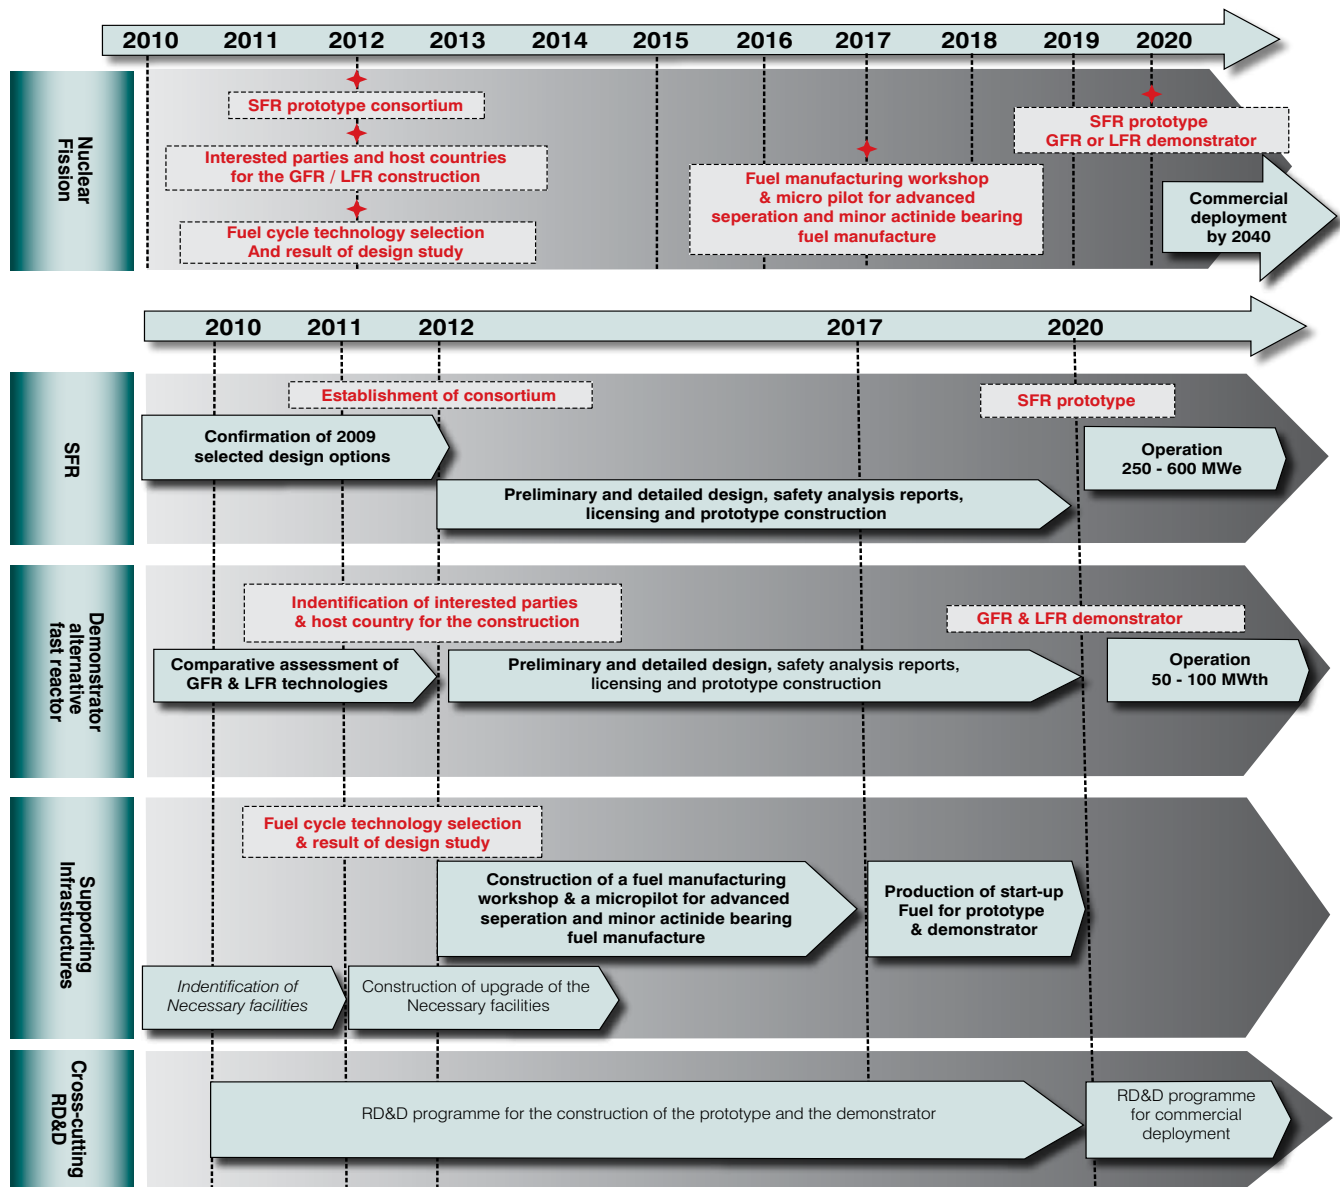 2010 2011 2012 2013 2014 2015 2016 2017 2018 2019 2020
Nuclear
Fission
SFR prototype consortium
Interested parties and host countries
for the GFR / LFR construction
Fuel cycle technology selection
And result of design study
Fuel manufacturing workshop
& micro pilot for advanced
seperation and minor actinide bearing
fuel manufacture
SFR prototype
GFR or LFR demonstrator
Commercial
deployment
by 2040
2010 2011 2012 2017 2020
SFR
Establishment of consortium
SFR prototype
Confirmation of 2009
selected design options
Operation
250 - 600 MWe
Preliminary and detailed design, safety analysis reports,
licensing and prototype construction
Demonstrator
alternative
fast reactor
Indentification of interested parties
& host country for the construction
GFR & LFR demonstrator
Comparative assessment of
GFR & LFR technologies
Preliminary and detailed design, safety analysis reports,
licensing and prototype construction
Operation
50 - 100 MWth
Supporting
Infrastructures
Fuel cycle technology selection
& result of design study
Construction of a fuel manufacturing
workshop & a micropilot for advanced
seperation and minor actinide bearing
fuel manufacture
Production of start-up
Fuel for prototype
& demonstrator
Indentification of
Necessary facilities
Construction of upgrade of the
Necessary facilities
Cross-cutting
RD&D
RD&D programme for the construction of the prototype and the demonstrator
RD&D programme
for commercial
deployment